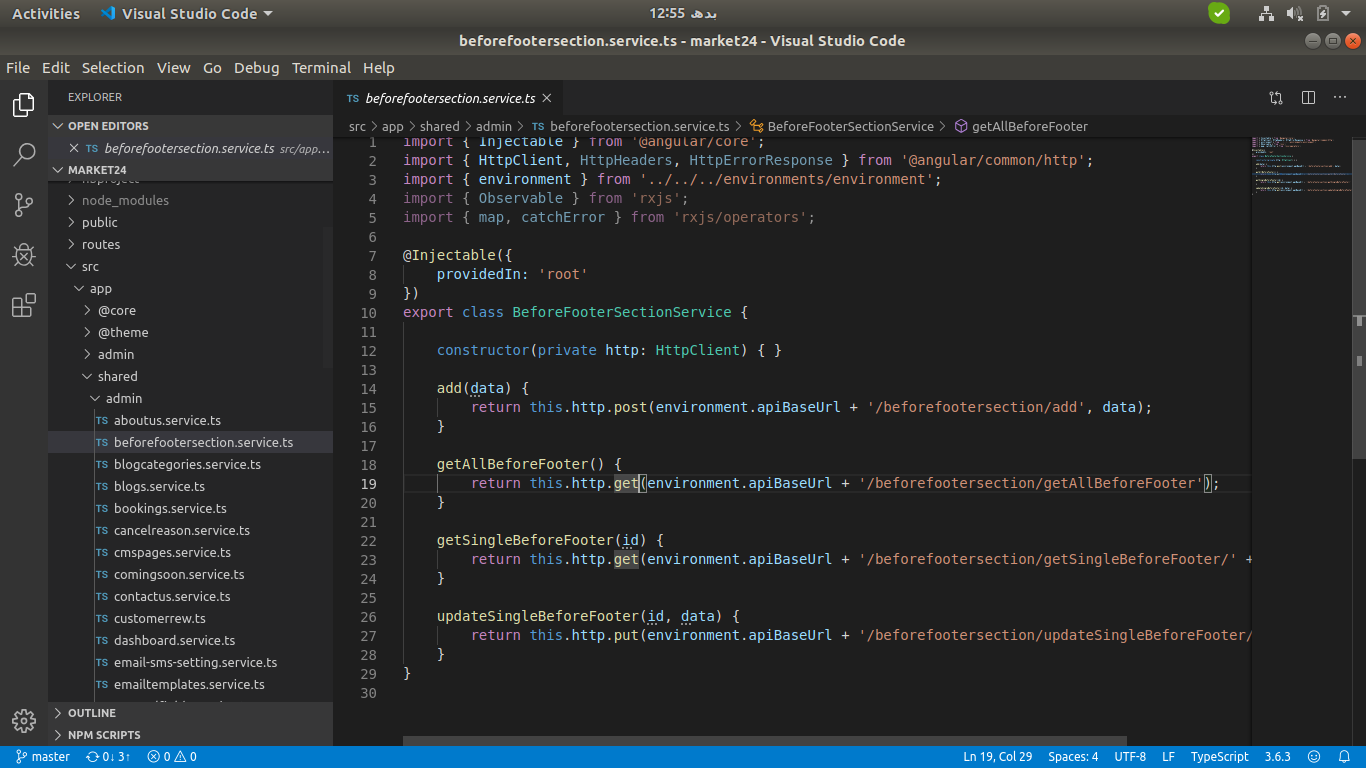 Activities
Visual Studio Code
12:55 بدھ
beforefootersection.service.ts - market24 - Visual Studio Code
File Edit Selection View Go Debug Terminal Help
EXPLORER
OPEN EDITORS
TS beforefootersection.service.ts src/app...
MARKET24
node_modules
public
routes
src
app
@core
@theme
admin
shared
admin
TS aboutus.service.ts
TS beforefootersection.service.ts
TS blogcategories.service.ts
TS blogs.service.ts
TS bookings.service.ts
TS cancelreason.service.ts
TS cmspages.service.ts
TS comingsoon.service.ts
TS contactus.service.ts
TS customerrew.ts
TS dashboard.service.ts
TS email-sms-setting.service.ts
TS emailtemplates.service.ts
OUTLINE
NPM SCRIPTS
TS beforefootersection.service.ts
src > app > shared > admin > TS beforefootersection.service.ts > BeforeFooterSectionService > getAllBeforeFooter
1 import { Injectable } from '@angular/core';
2 import { HttpClient, HttpHeaders, HttpErrorResponse } from '@angular/common/http';
3 import { environment } from '../../../environments/environment';
4 import { Observable } from 'rxjs';
5 import { map, catchError } from 'rxjs/operators';
6
7 @Injectable({
8     providedIn: 'root'
9 })
10 export class BeforeFooterSectionService {
11
12     constructor(private http: HttpClient) { }
13
14     add(data) {
15         return this.http.post(environment.apiBaseUrl + '/beforefootersection/add', data);
16     }
17
18     getAllBeforeFooter() {
19         return this.http.get(environment.apiBaseUrl + '/beforefootersection/getAllBeforeFooter');
20     }
21
22     getSingleBeforeFooter(id) {
23         return this.http.get(environment.apiBaseUrl + '/beforefootersection/getSingleBeforeFooter/' +
24     }
25
26     updateSingleBeforeFooter(id, data) {
27         return this.http.put(environment.apiBaseUrl + '/beforefootersection/updateSingleBeforeFooter/
28     }
29 }
30
master 0↓ 3↑ 0 0 Ln 19, Col 29 Spaces: 4 UTF-8 LF TypeScript 3.6.3